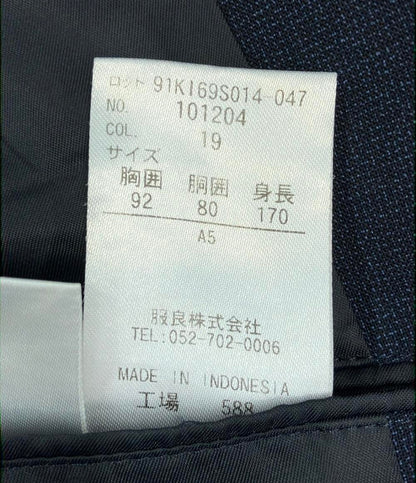 ロット 91KI69S014-047
NO. 101204
COL. 19
サイズ
胸囲 胴囲 身長
92 80 170
A5
服良株式会社
TEL:052-702-0006
MADE IN INDONESIA
工場 588